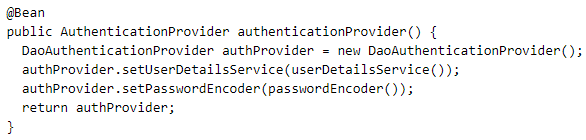 @Bean
public AuthenticationProvider authenticationProvider() {
  DaoAuthenticationProvider authProvider = new DaoAuthenticationProvider();
  authProvider.setUserDetailsService(userDetailsService());
  authProvider.setPasswordEncoder(passwordEncoder());
  return authProvider;
}